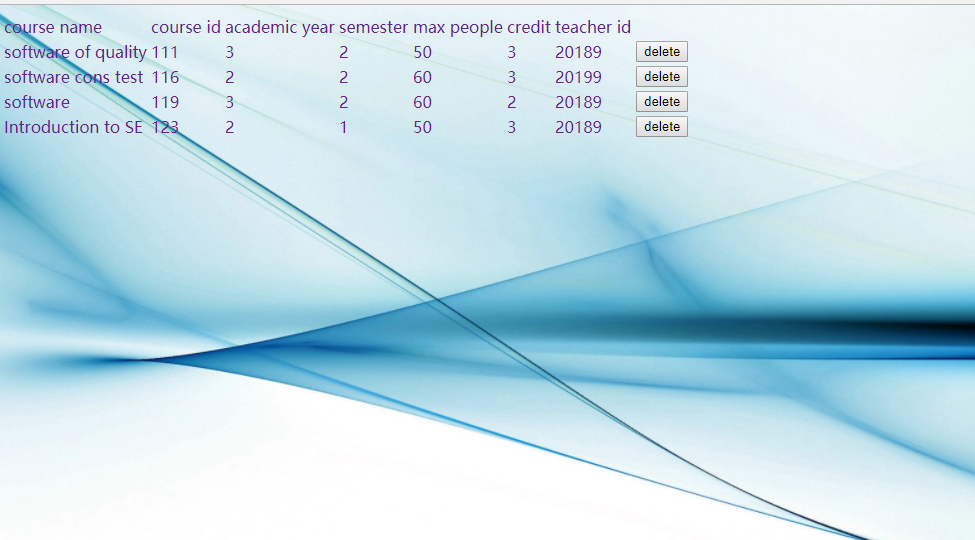 course name course id academic year semester max people credit teacher id
software of quality 111 3 2 50 3 20189 delete
software cons test 116 2 2 60 3 20199 delete
software 119 3 2 60 2 20189 delete
Introduction to SE 123 2 1 50 3 20189 delete